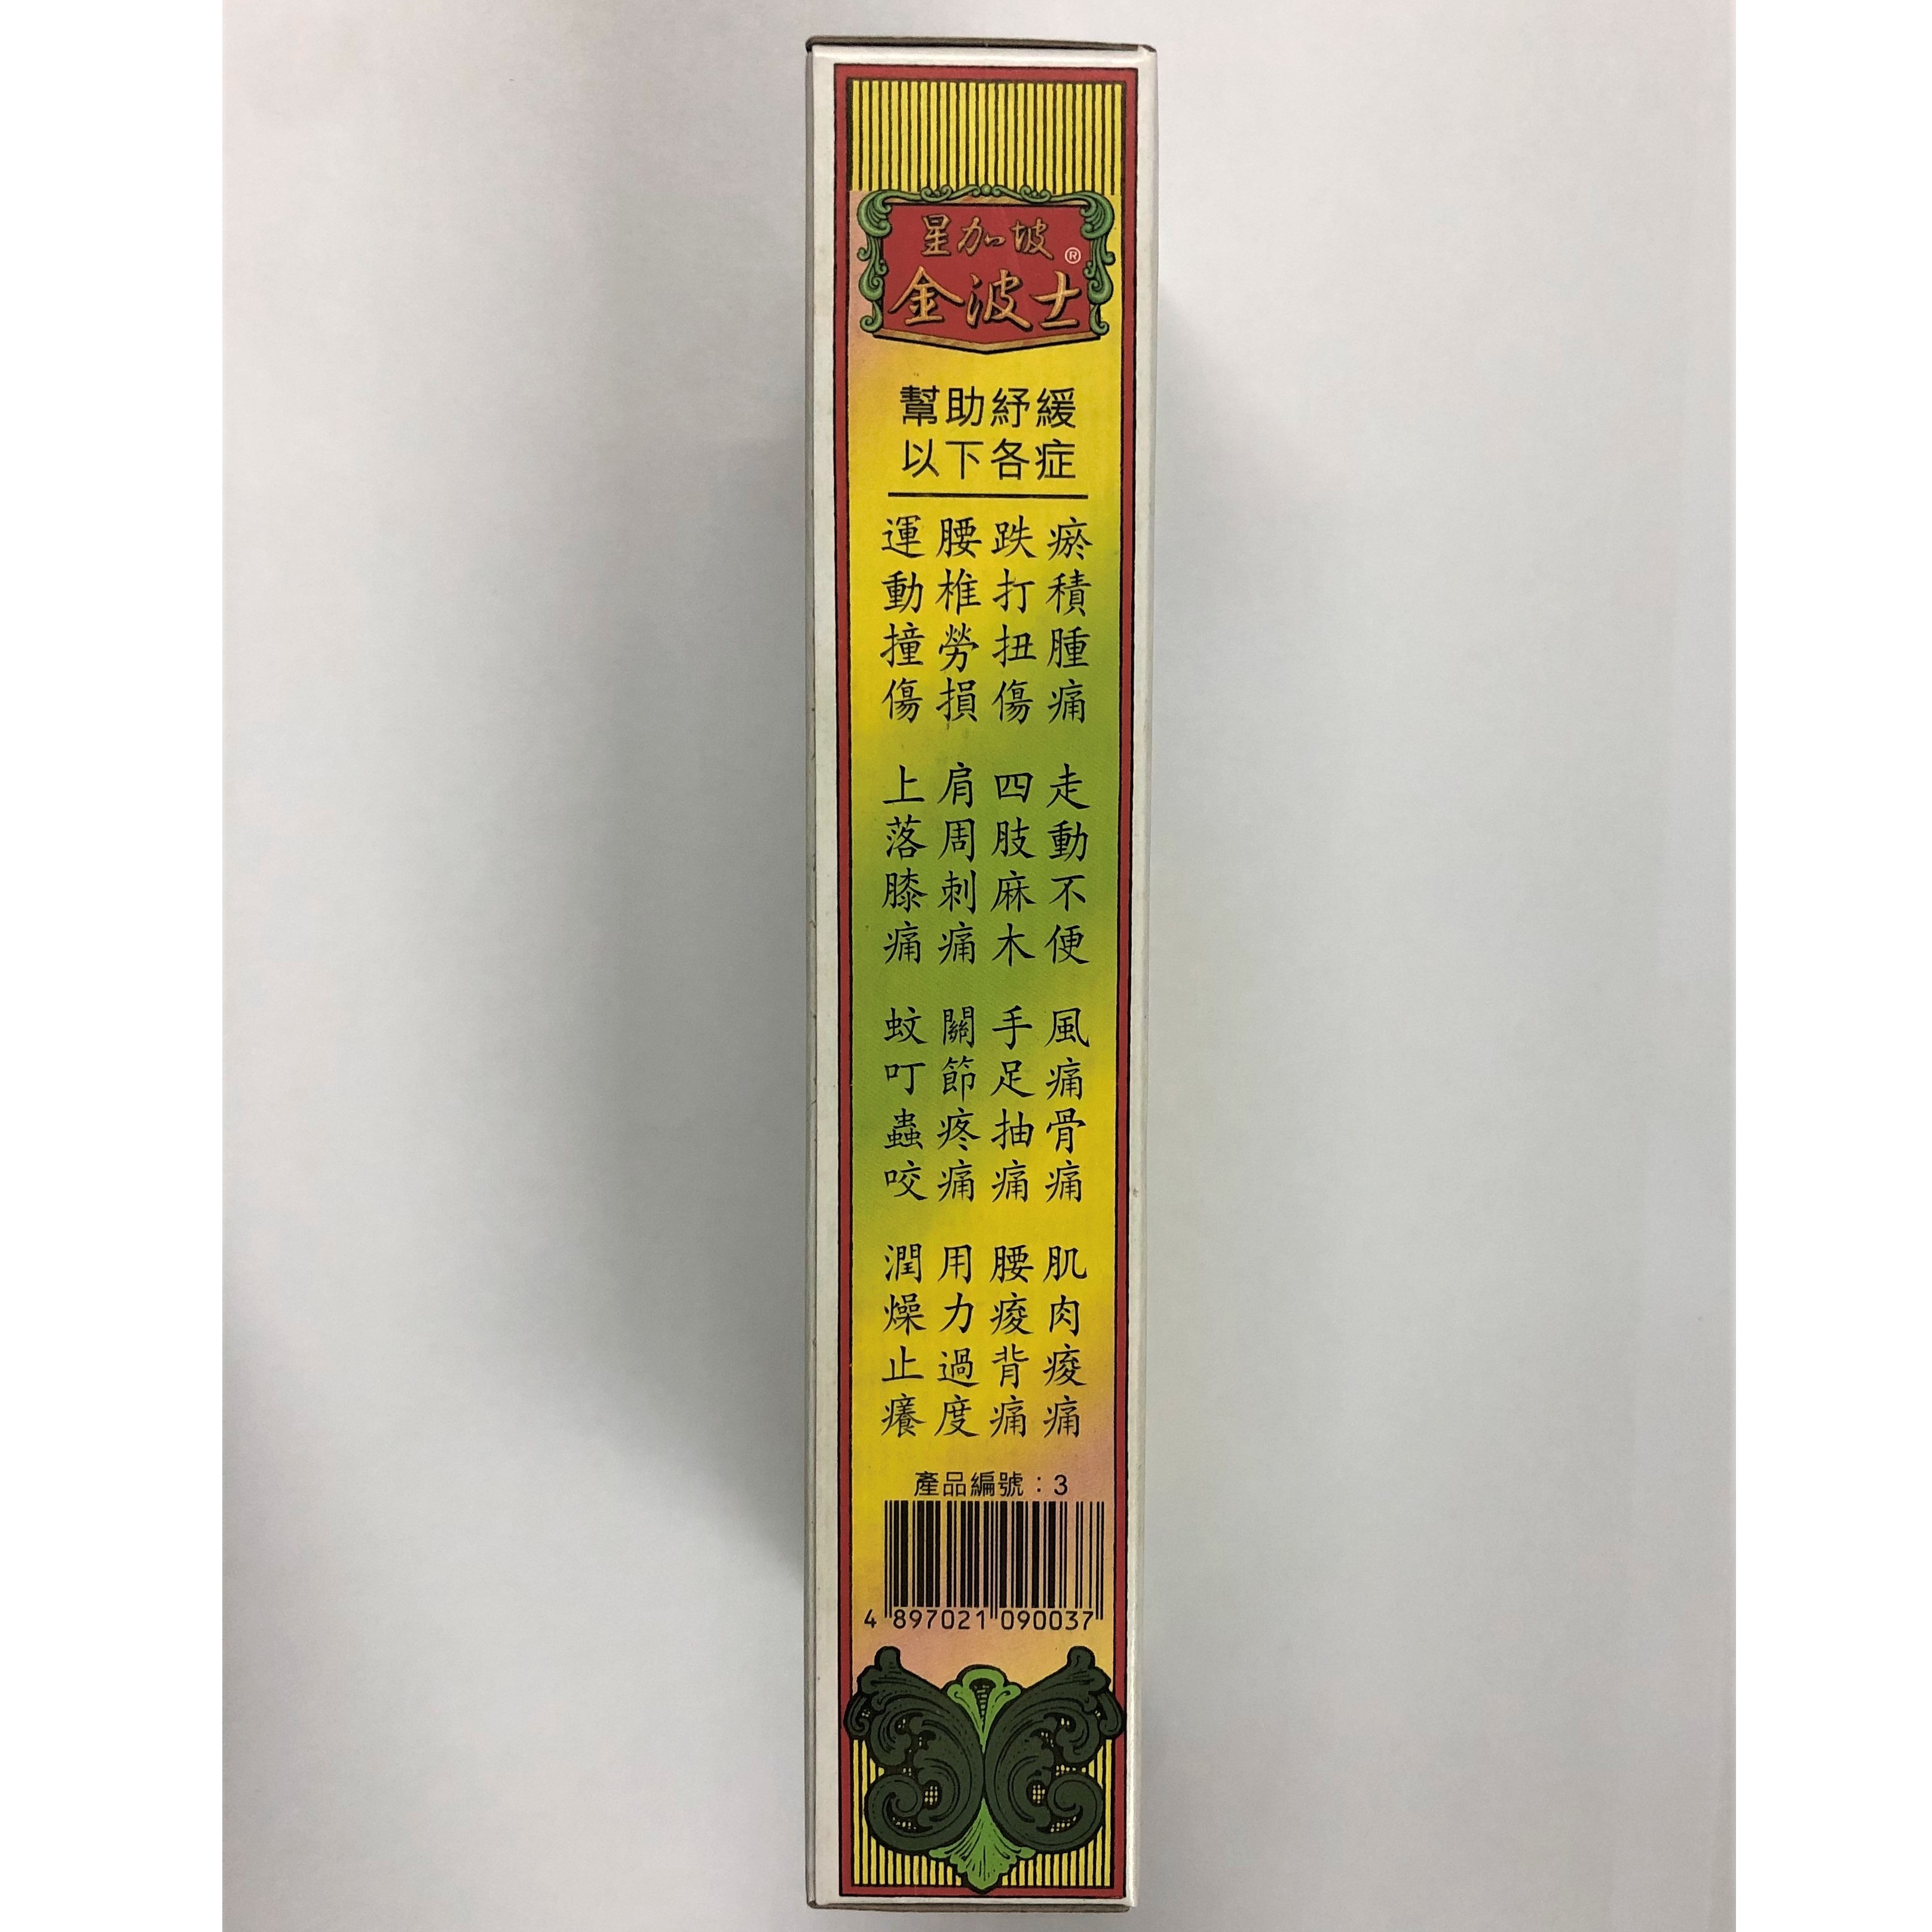 星加坡
金波士®
幫助紓緩
以下各症
瘀積腫痛
跌打扭傷
腰椎勞損
運動撞傷
走動不便
四肢麻木
肩周刺痛
上落膝痛
風痛骨痛
手足抽痛
關節疼痛
蚊叮蟲咬
肌肉痠痛
腰痠背痛
用力過度
潤燥止癢
產品編號：3
4 897021 090037